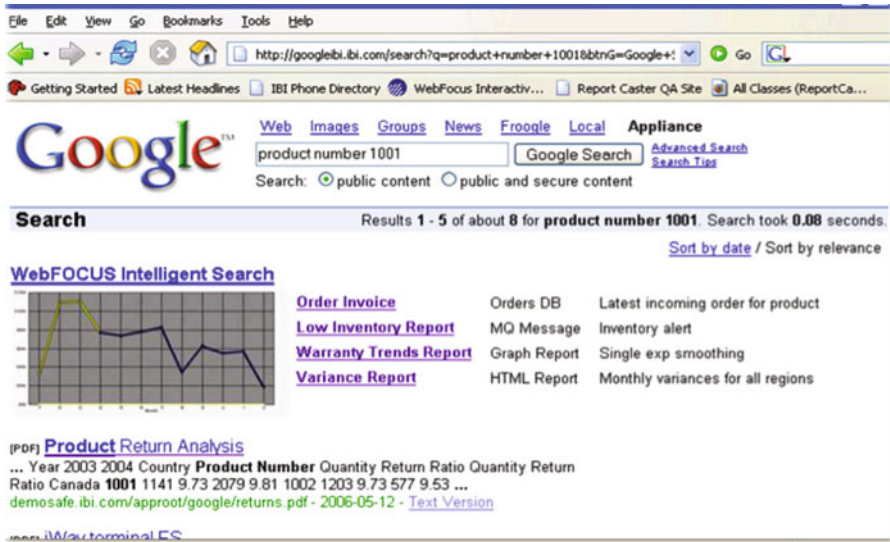 File Edit View Go Bookmarks Tools Help
http://googleibi.ibi.com/search?q=product+number+1001&btnG=Google+S Go G
Getting Started Latest Headlines IBI Phone Directory WebFocus Interactiv... Report Caster QA Site All Classes (ReportCa...
Google™
Web Images Groups News Froogle Local Appliance
product number 1001 Google Search Advanced Search
Search Tips
Search: public content public and secure content
Search Results 1 - 5 of about 8 for product number 1001. Search took 0.08 seconds.
Sort by date / Sort by relevance
WebFOCUS Intelligent Search
Order Invoice Orders DB Latest incoming order for product
Low Inventory Report MQ Message Inventory alert
Warranty Trends Report Graph Report Single exp smoothing
Variance Report HTML Report Monthly variances for all regions
[PDF] Product Return Analysis
... Year 2003 2004 Country Product Number Quantity Return Ratio Quantity Return
Ratio Canada 1001 1141 9.73 2079 9.81 1002 1203 9.73 577 9.53 ...
demosafe.ibi.com/approot/google/returns.pdf - 2006-05-12 - Text Version
[PDF] iWay terminal ES